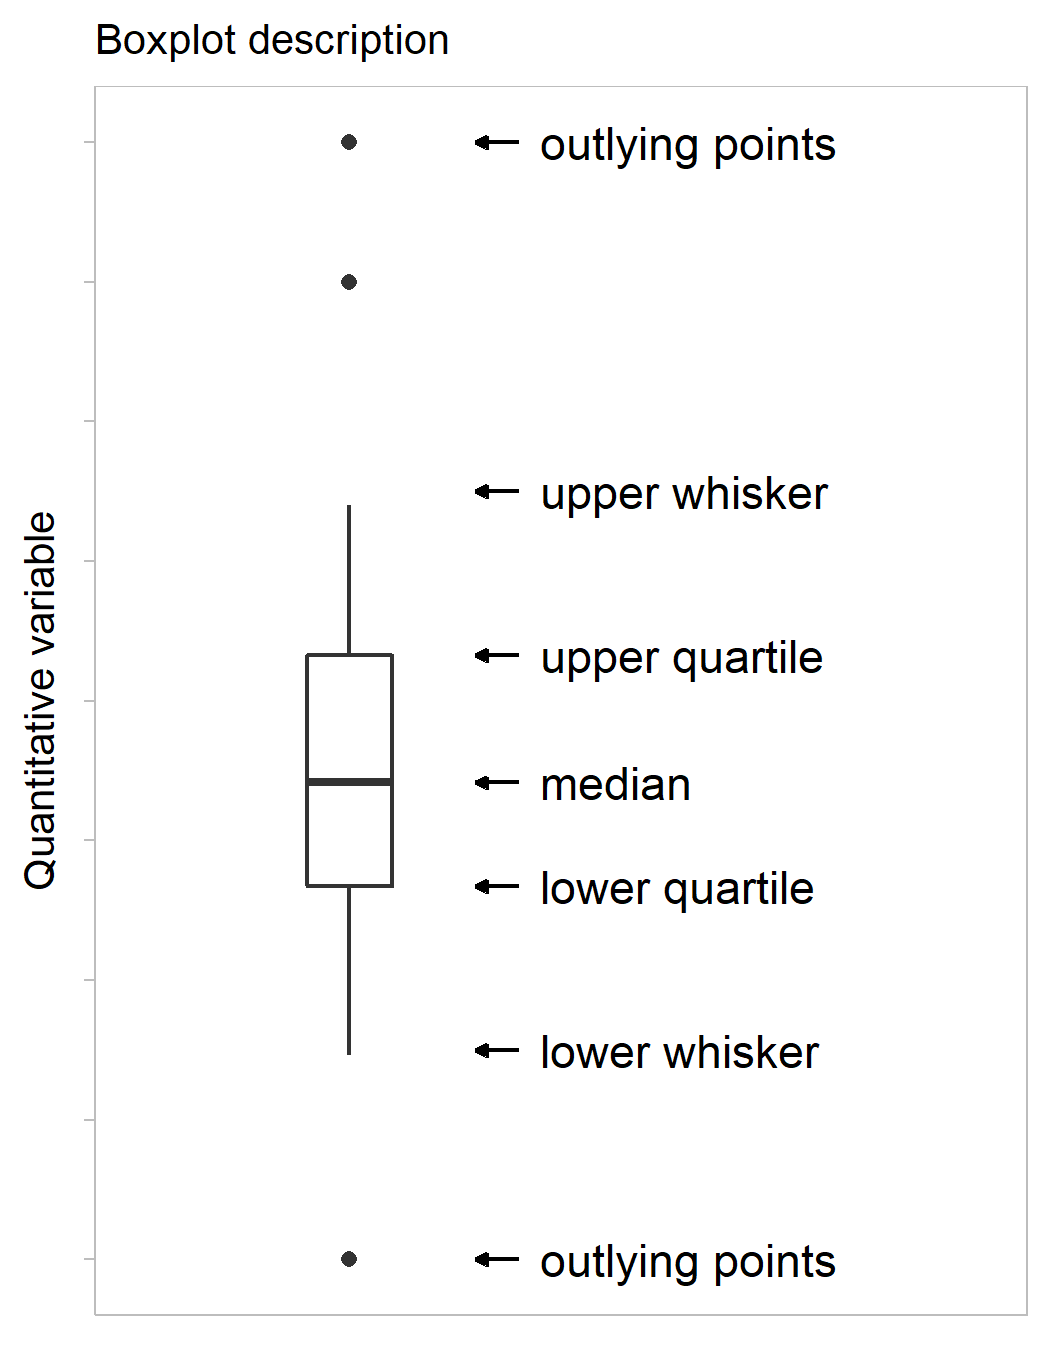 Boxplot description
outlying points
upper whisker
upper quartile
median
lower quartile
lower whisker
outlying points
Quantitative variable